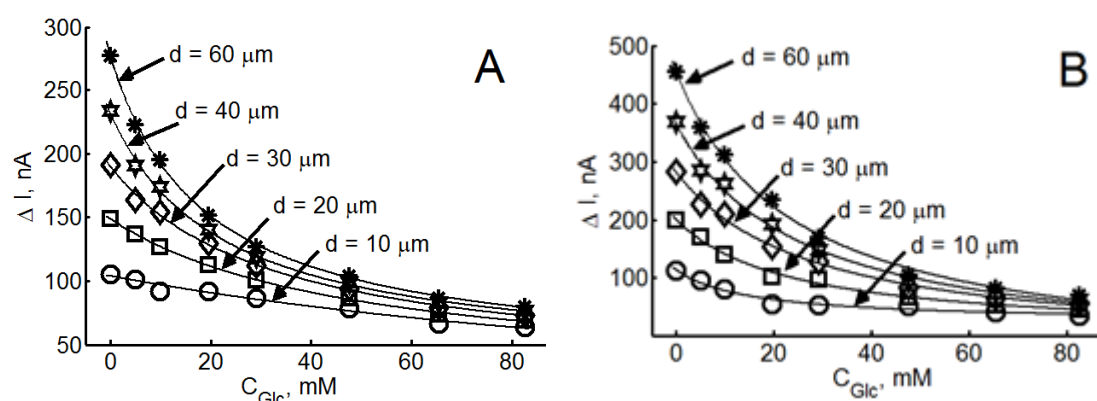 A
300
250
200
150
100
50
Δ I, nA
d = 60 μm
d = 40 μm
d = 30 μm
d = 20 μm
d = 10 μm
0 20 40 60 80
C_Glc, mM
B
500
400
300
200
100
Δ I, nA
d = 60 μm
d = 40 μm
d = 30 μm
d = 20 μm
d = 10 μm
0 20 40 60 80
C_Glc, mM